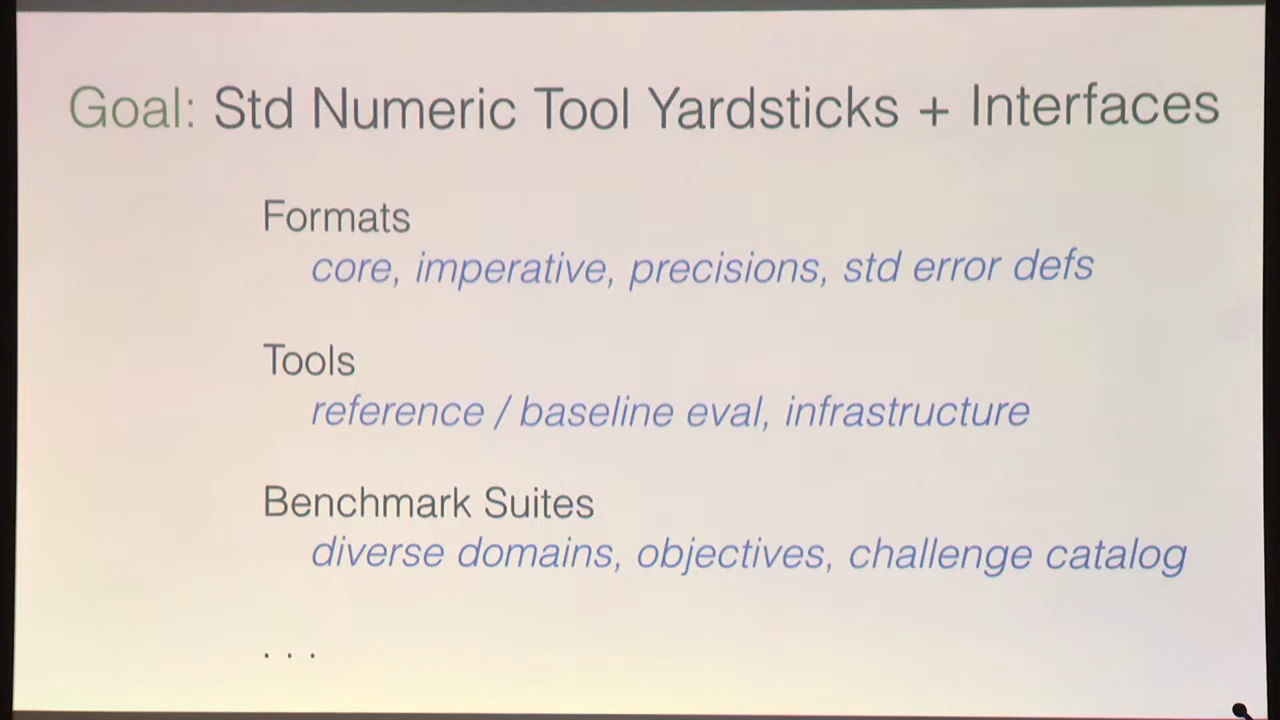 Goal: Std Numeric Tool Yardsticks + Interfaces
Formats
core, imperative, precisions, std error defs
Tools
reference / baseline eval, infrastructure
Benchmark Suites
diverse domains, objectives, challenge catalog
. . .